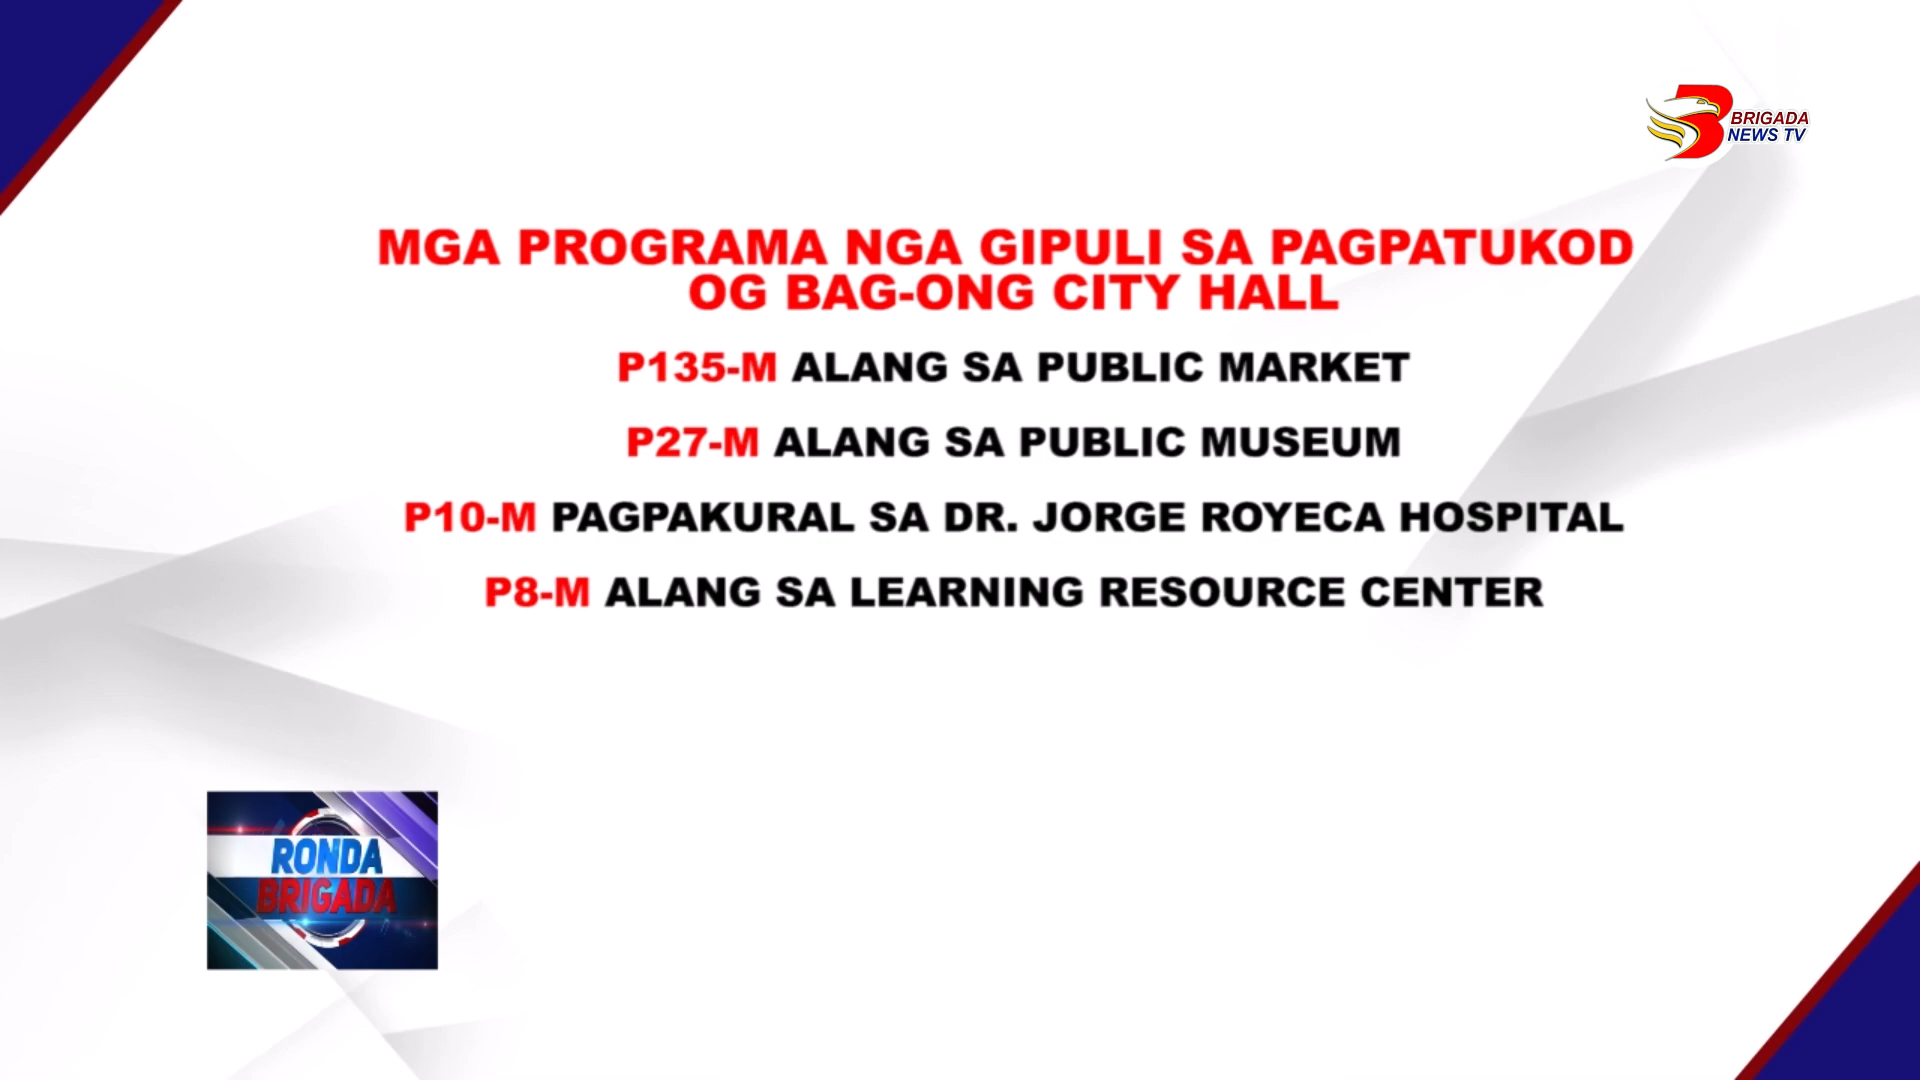 BRIGADA
NEWS TV
MGA PROGRAMA NGA GIPULI SA PAGPATUKOD
OG BAG-ONG CITY HALL
P135-M ALANG SA PUBLIC MARKET
P27-M ALANG SA PUBLIC MUSEUM
P10-M PAGPAKURAL SA DR. JORGE ROYECA HOSPITAL
P8-M ALANG SA LEARNING RESOURCE CENTER
RONDA
BRIGADA